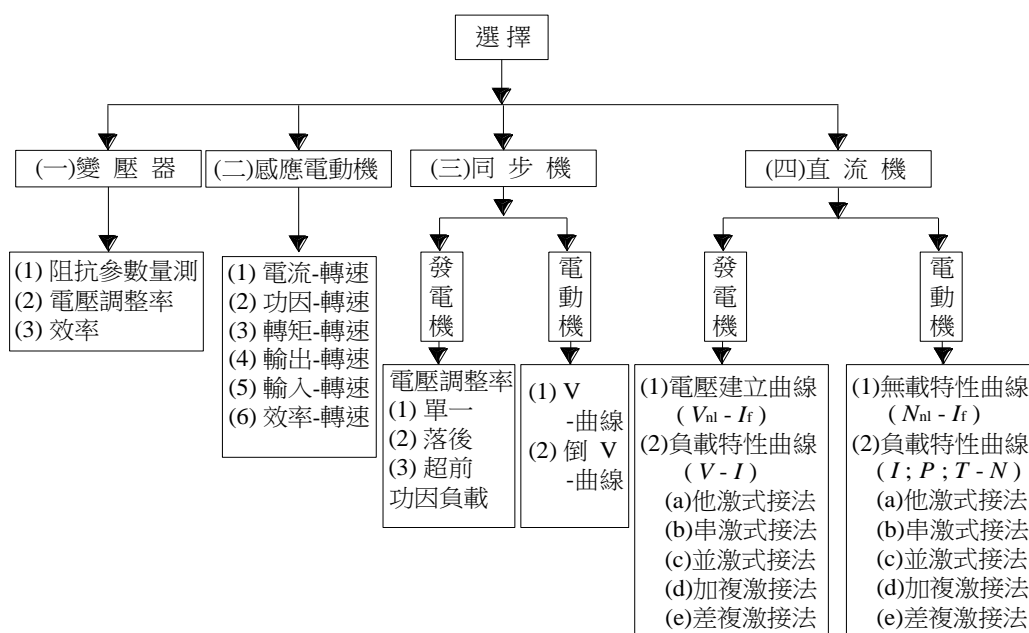 選擇
(一)變 壓 器
(二)感應電動機
(三)同 步 機
(四)直 流 機
(1) 阻抗參數量測
(2) 電壓調整率
(3) 效率
(1) 電流-轉速
(2) 功因-轉速
(3) 轉矩-轉速
(4) 輸出-轉速
(5) 輸入-轉速
(6) 效率-轉速
發電機
電動機
發電機
電動機
電壓調整率
(1) 單一
(2) 落後
(3) 超前
功因負載
(1) V
-曲線
(2) 倒 V
-曲線
(1)電壓建立曲線
( Vnl - If )
(2)負載特性曲線
( V - I )
(a)他激式接法
(b)串激式接法
(c)並激式接法
(d)加複激接法
(e)差複激接法
(1)無載特性曲線
( Nnl - If )
(2)負載特性曲線
( I ; P ; T - N )
(a)他激式接法
(b)串激式接法
(c)並激式接法
(d)加複激接法
(e)差複激接法